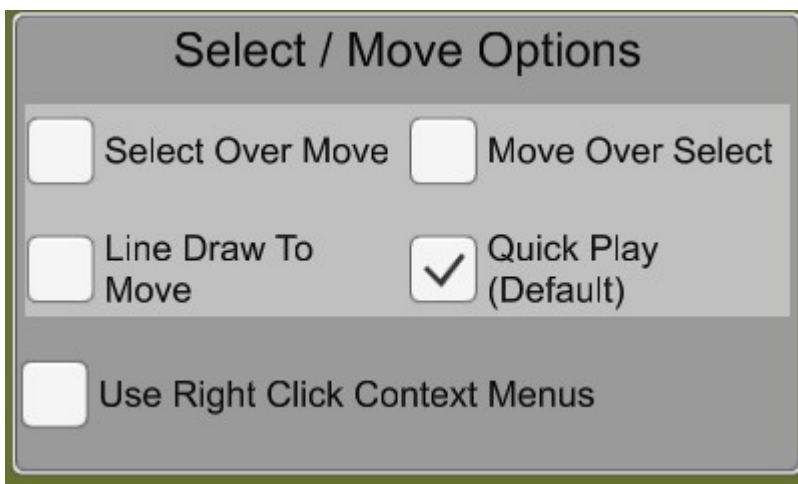 Select / Move Options
Select Over Move
Move Over Select
Line Draw To
Move
Quick Play
(Default)
Use Right Click Context Menus